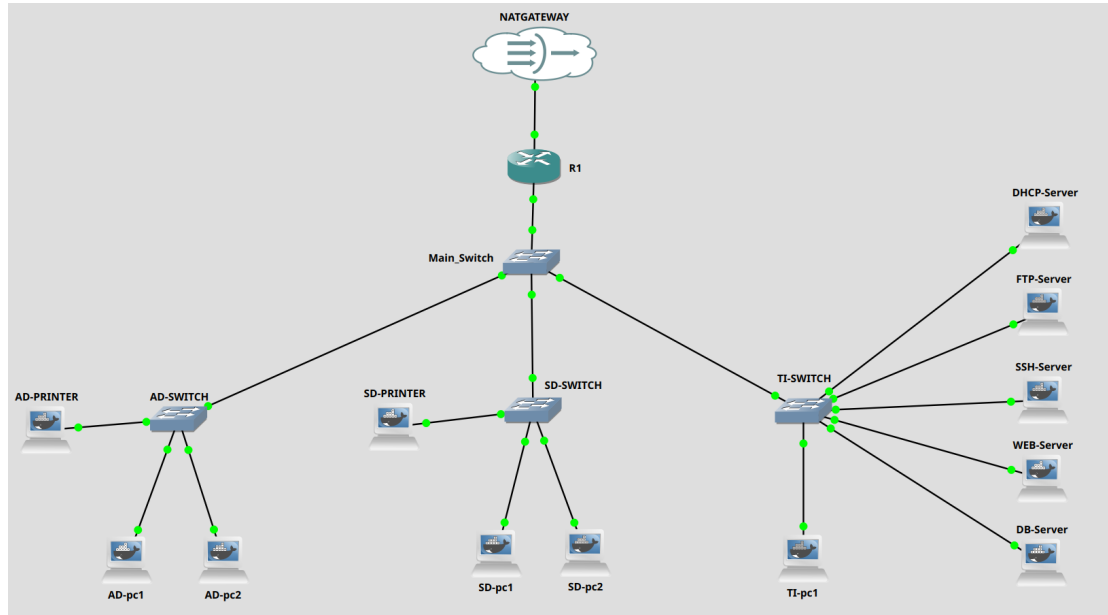 NATGATEWAY
R1
DHCP-Server
Main_Switch
FTP-Server
SSH-Server
TI-SWITCH
SD-SWITCH
SD-PRINTER
AD-PRINTER
AD-SWITCH
WEB-Server
DB-Server
SD-pc1
SD-pc2
TI-pc1
AD-pc1
AD-pc2